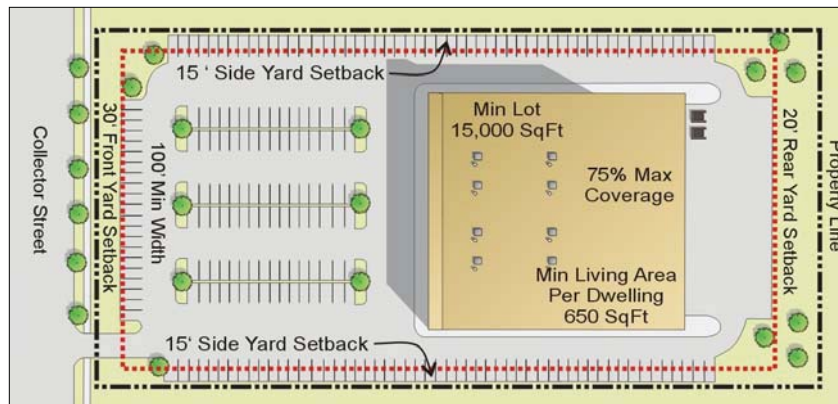 15 ' Side Yard Setback
Min Lot
15,000 SqFt
75% Max
Coverage
Min Living Area
Per Dwelling
650 SqFt
15' Side Yard Setback
Collector Street
30' Front Yard Setback
100' Min Width
20' Rear Yard Setback
Property Line